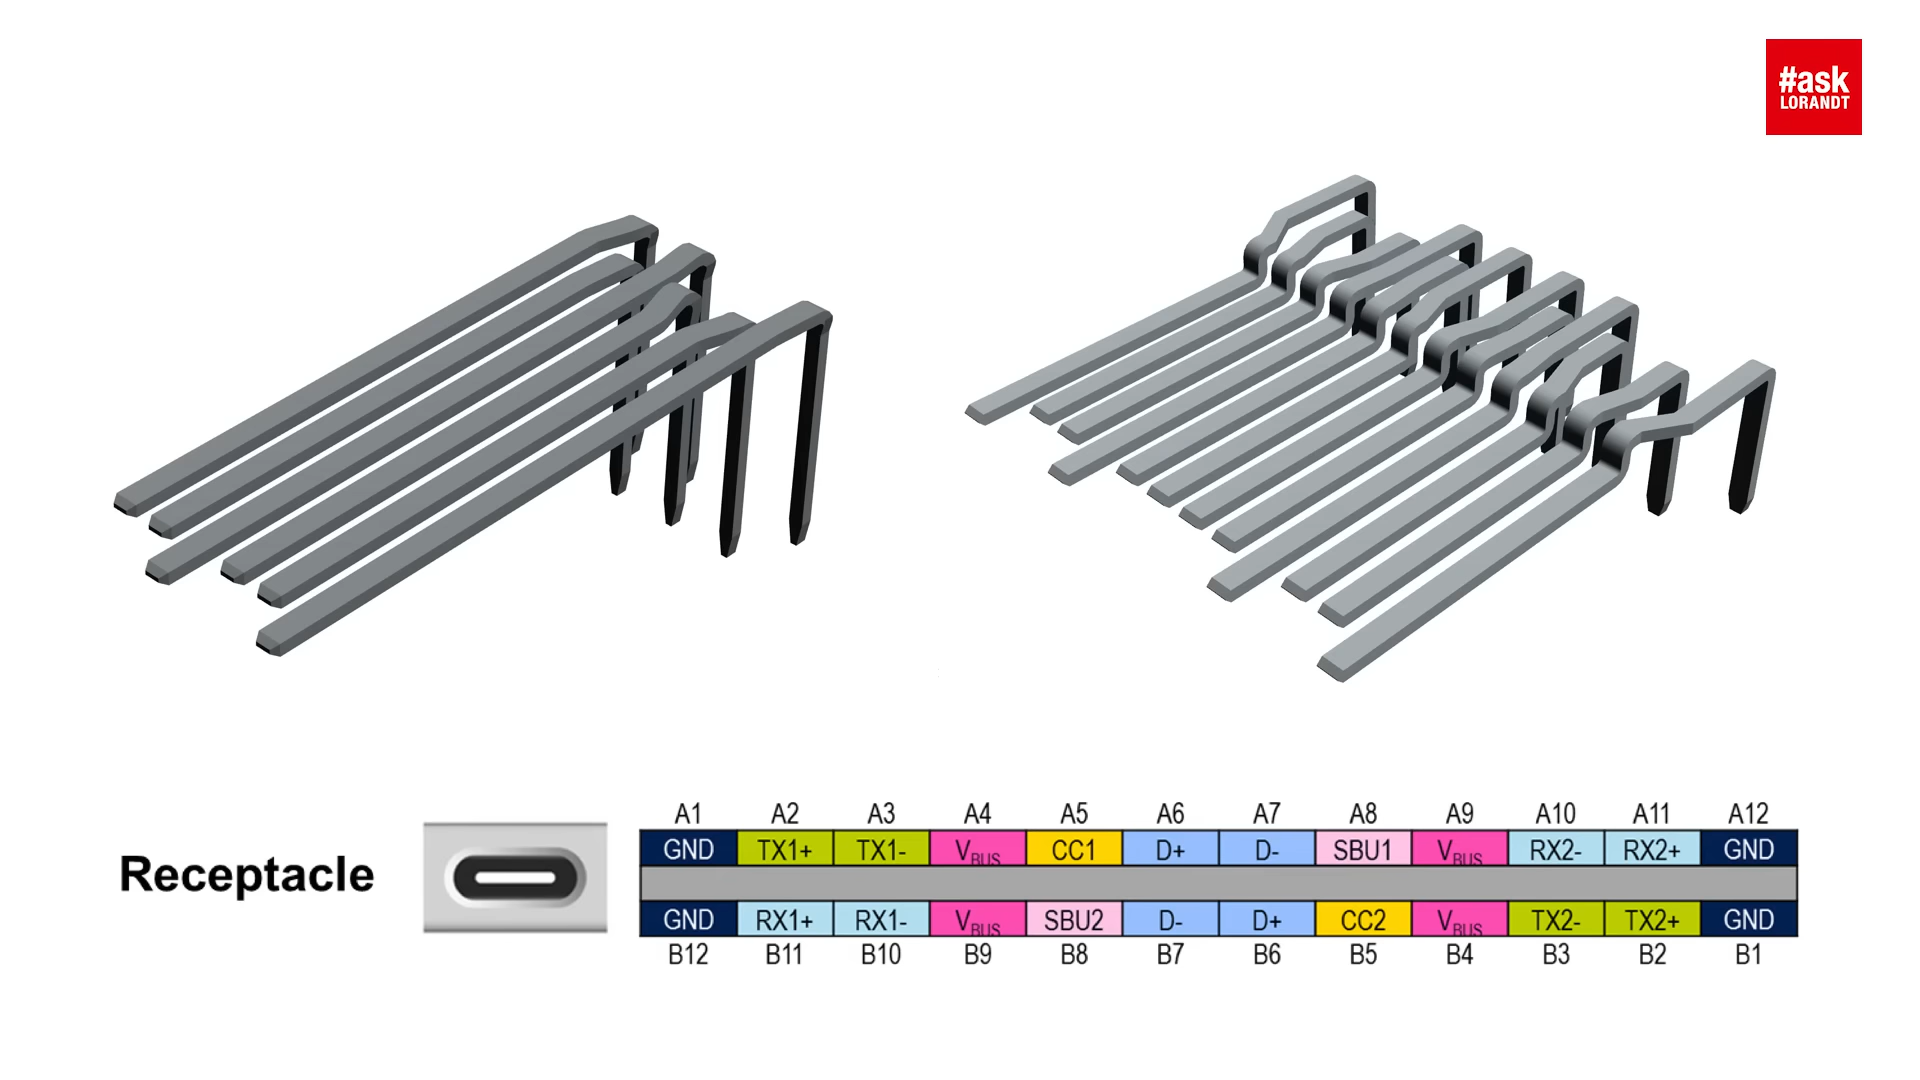 #ask
LORANDT
Receptacle
A1 A2 A3 A4 A5 A6 A7 A8 A9 A10 A11 A12
GND TX1+ TX1- VBUS CC1 D+ D- SBU1 VBUS RX2- RX2+ GND
GND RX1+ RX1- VBUS SBU2 D- D+ CC2 VBUS TX2- TX2+ GND
B12 B11 B10 B9 B8 B7 B6 B5 B4 B3 B2 B1